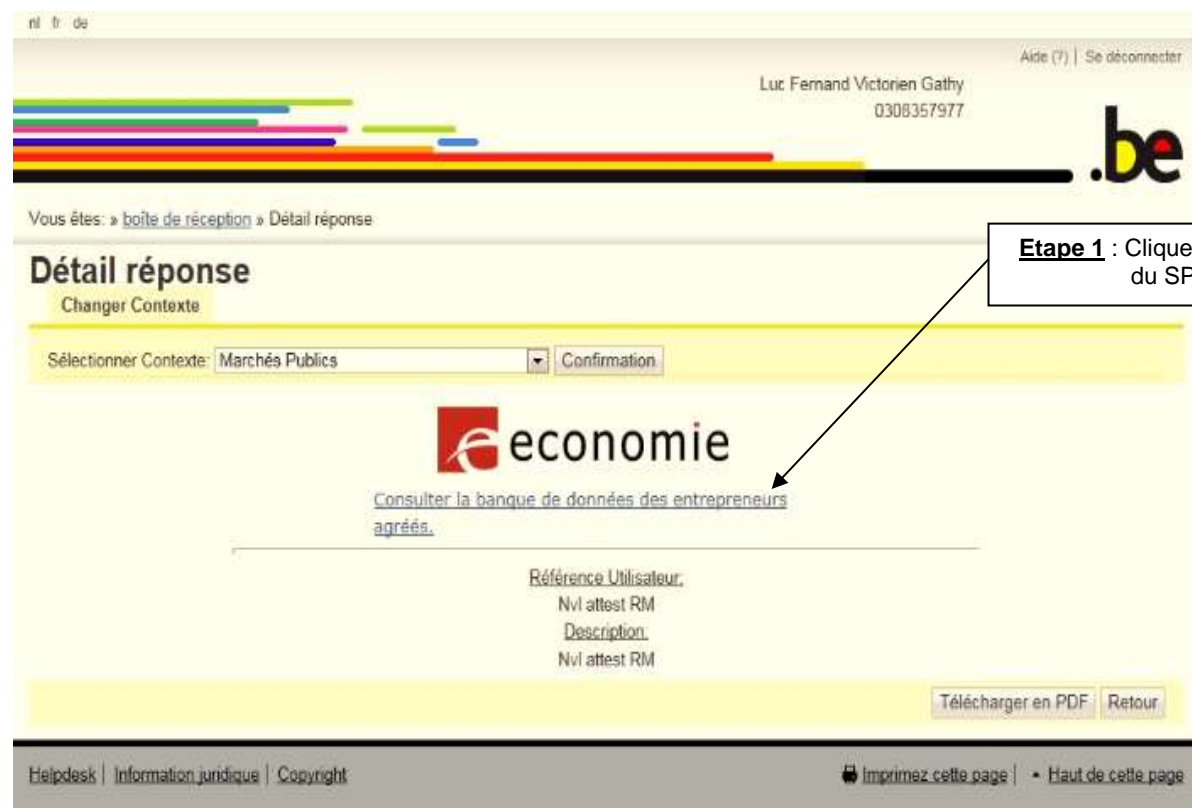 nl fr de
Aide (?) | Se déconnecter
Luc Fernand Victorien Gathy
0308357977
.be
Vous êtes: » boîte de réception » Détail réponse
Etape 1 : Clique
du SP
Détail réponse
Changer Contexte
Sélectionner Contexte: Marchés Publics Confirmation
economie
Consulter la banque de données des entrepreneurs
agréés.
Référence Utilisateur:
Nvl attest RM
Description:
Nvl attest RM
Télécharger en PDF Retour
Helpdesk | Information juridique | Copyright Imprimez cette page | Haut de cette page